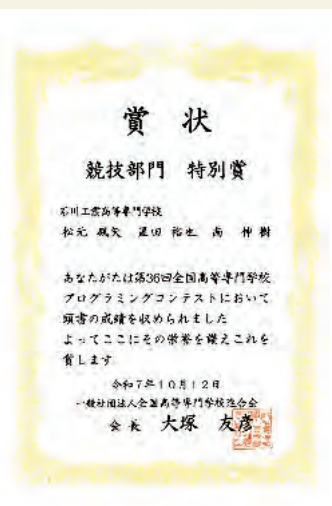 賞 状
競技部門 特別賞
石川工業高等専門学校
松元 颯矢 窪田 裕生 南 伸樹
あなたがたは第36回全国高等専門学校
プログラミングコンテストにおいて
頭書の成績を収められました
よってここにその栄誉を讃えこれを
賞します
令和7年10月12日
一般社団法人全国高等専門学校連合会
会長 大塚 友彦